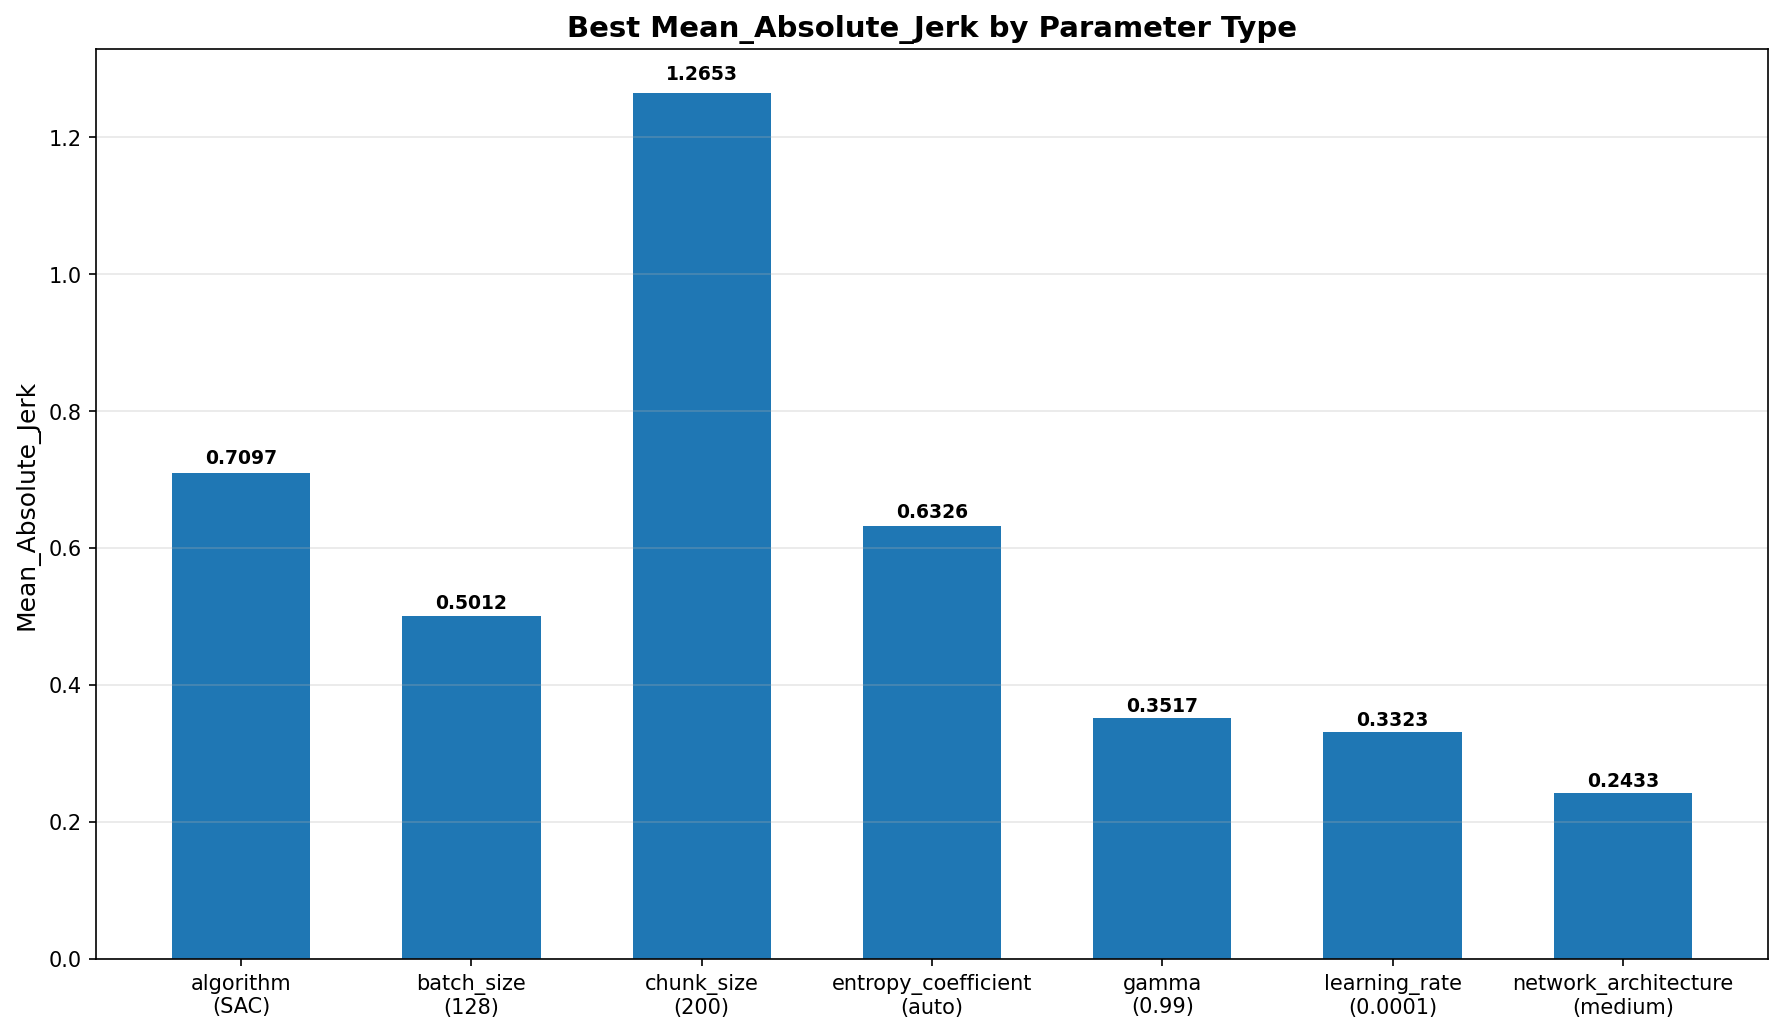 Best Mean_Absolute_Jerk by Parameter Type
Mean_Absolute_Jerk
1.2
1.0
0.8
0.6
0.4
0.2
0.0
0.7097
0.5012
1.2653
0.6326
0.3517
0.3323
0.2433
algorithm
(SAC)
batch_size
(128)
chunk_size
(200)
entropy_coefficient
(auto)
gamma
(0.99)
learning_rate
(0.0001)
network_architecture
(medium)